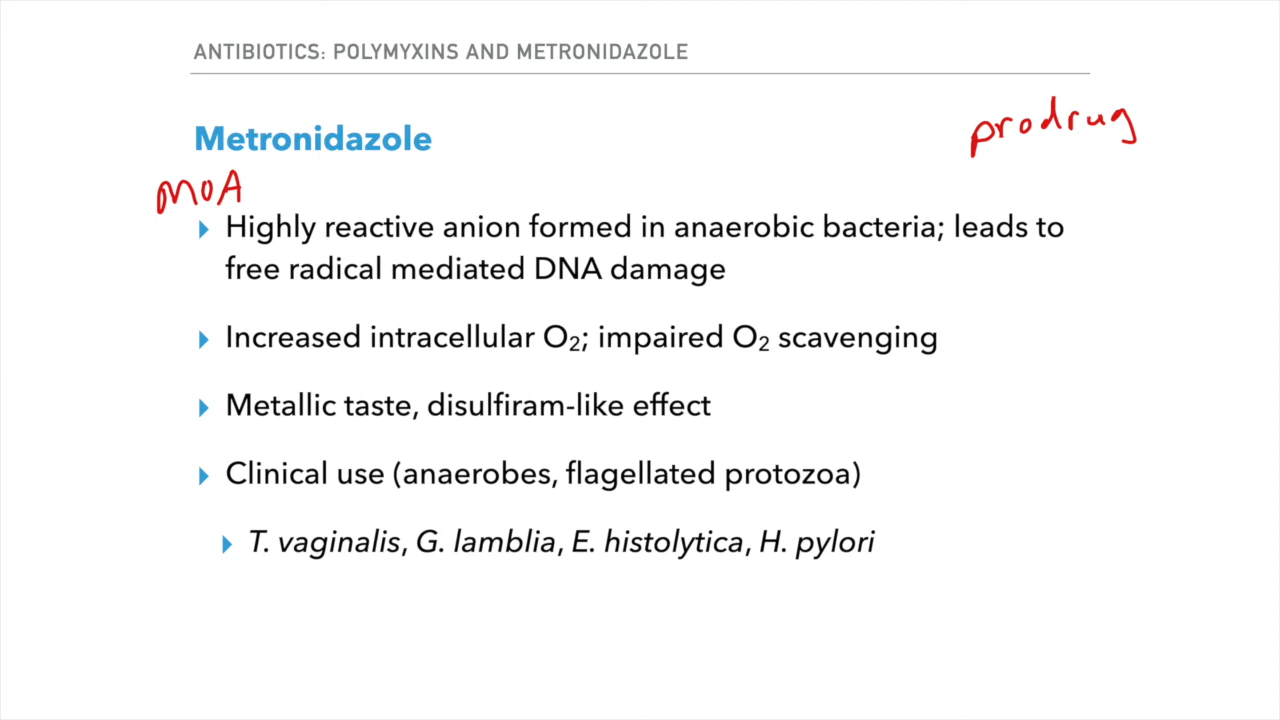 ANTIBIOTICS: POLYMYXINS AND METRONIDAZOLE
prodrug
Metronidazole
MOA
Highly reactive anion formed in anaerobic bacteria; leads to
free radical mediated DNA damage
Increased intracellular O₂; impaired O₂ scavenging
Metallic taste, disulfiram-like effect
Clinical use (anaerobes, flagellated protozoa)
T. vaginalis, G. lamblia, E. histolytica, H. pylori